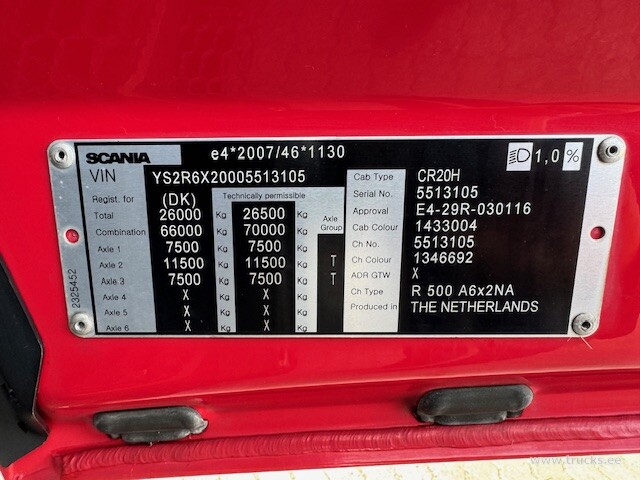 SCANIA e4*2007/46*1130 1,0 %
VIN YS2R6X20005513105
Regist. for (DK) Technically permissible
Total 26000 Kg 26500 Kg Axle Group
Combination 66000 Kg 70000 Kg
Axle 1 7500 Kg 7500 Kg
Axle 2 11500 Kg 11500 Kg T
Axle 3 7500 Kg 7500 Kg T
Axle 4 X Kg X Kg
Axle 5 X Kg X Kg
Axle 6 X Kg X Kg
Cab Type CR20H
Serial No. 5513105
Approval E4-29R-030116
Cab Colour 1433004
Ch No. 5513105
Ch Colour 1346692
ADR GTW X
Ch Type R 500 A6x2NA
Produced in THE NETHERLANDS
2325452
www.trucks.ee